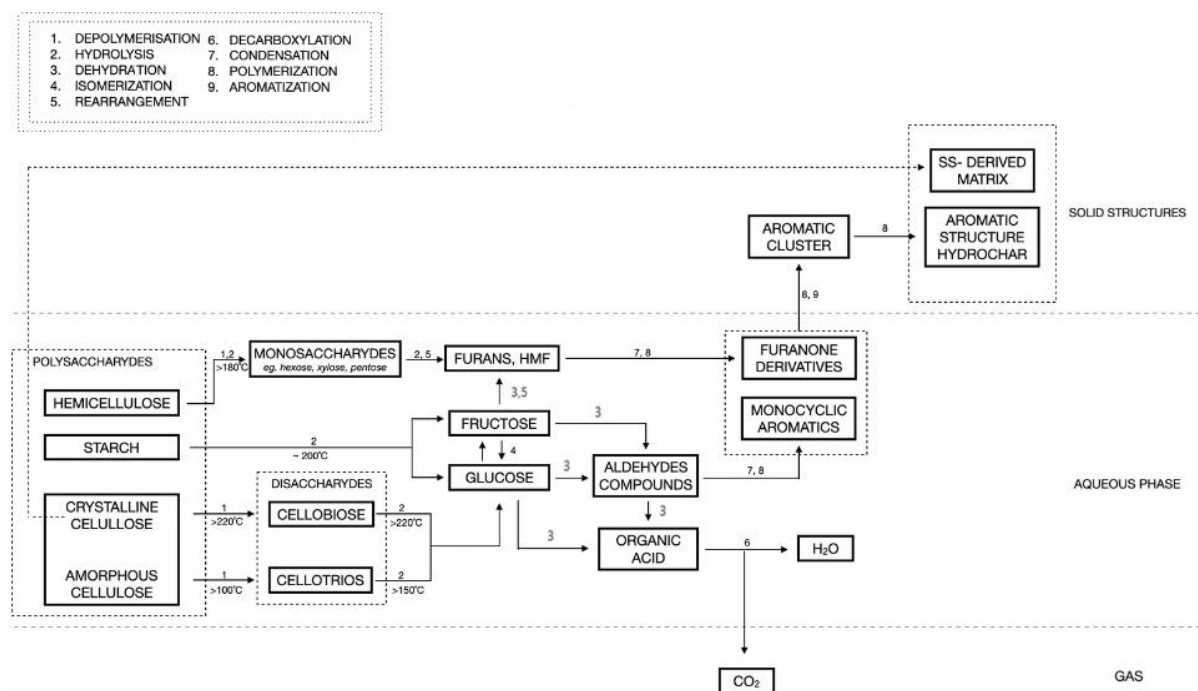 1. DEPOLYMERISATION
2. HYDROLYSIS
3. DEHYDRATION
4. ISOMERIZATION
5. REARRANGEMENT
6. DECARBOXYLATION
7. CONDENSATION
8. POLYMERIZATION
9. AROMATIZATION
SS- DERIVED
MATRIX
SOLID STRUCTURES
AROMATIC
CLUSTER
8
AROMATIC
STRUCTURE
HYDROCHAR
8, 9
POLYSACCHARYDES
1,2
>180°C
MONOSACCHARYDES
eg. hexose, xylose, pentose
2, 5
FURANS, HMF
7, 8
FURANONE
DERIVATIVES
HEMICELLULOSE
3,5
MONOCYCLIC
AROMATICS
STARCH
2
~ 200°C
FRUCTOSE
3
4
GLUCOSE
3
ALDEHYDES
COMPOUNDS
7, 8
AQUEOUS PHASE
DISACCHARYDES
CRYSTALLINE
CELULLOSE
1
>220°C
CELLOBIOSE
2
>220°C
3
3
ORGANIC
ACID
6
H₂O
AMORPHOUS
CELLULOSE
1
>100°C
CELLOTRIOS
2
>150°C
CO₂
GAS